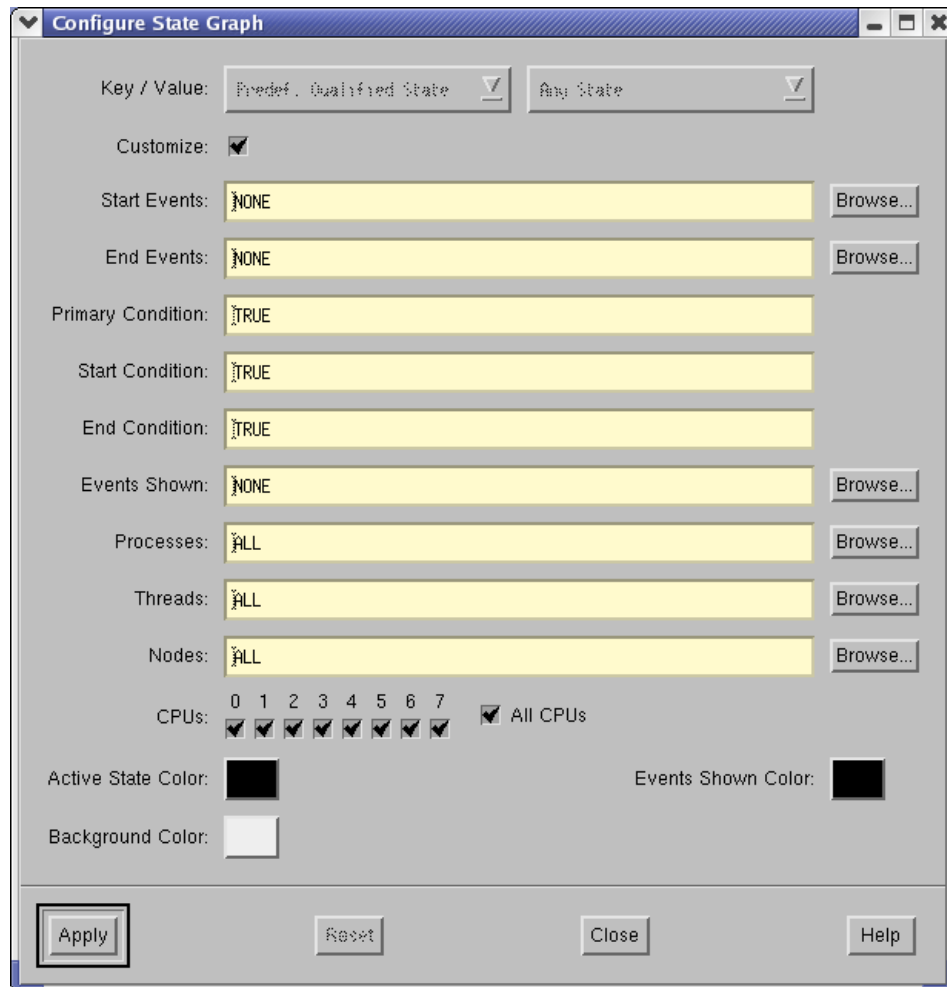 Configure State Graph
Key / Value: Predef. Qualified State Any State
Customize:
Start Events: NONE Browse...
End Events: NONE Browse...
Primary Condition: TRUE
Start Condition: TRUE
End Condition: TRUE
Events Shown: NONE Browse...
Processes: ALL Browse...
Threads: ALL Browse...
Nodes: ALL Browse...
0 1 2 3 4 5 6 7
CPUs: All CPUs
Active State Color: Events Shown Color:
Background Color:
Apply Reset Close Help